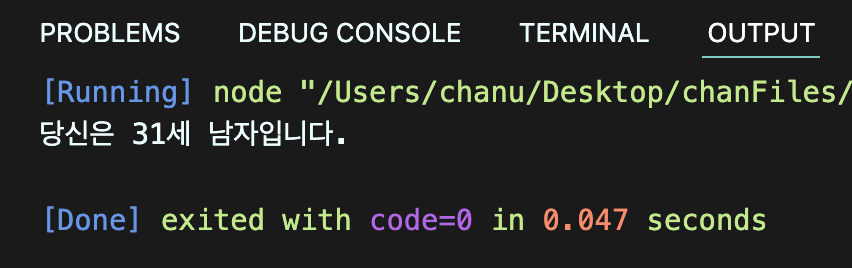 PROBLEMS DEBUG CONSOLE TERMINAL OUTPUT
[Running] node "/Users/chanu/Desktop/chanFiles/
당신은 31세 남자입니다.
[Done] exited with code=0 in 0.047 seconds